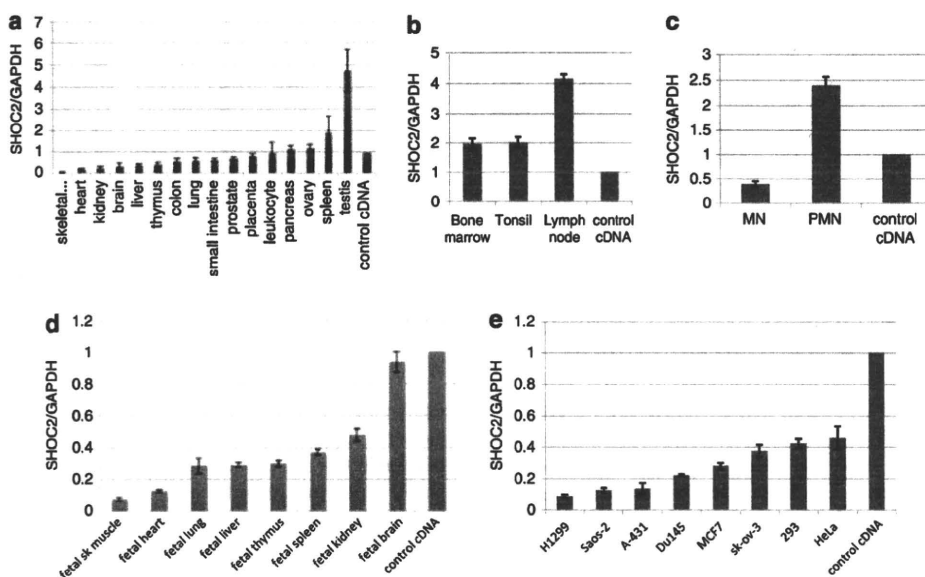 a
SHOC2/GAPDH
7
6
5
4
3
2
1
0
skeletal...
heart
kidney
brain
liver
thymus
colon
lung
small intestine
prostate
placenta
leukocyte
pancreas
ovary
spleen
testis
control cDNA
b
SHOC2/GAPDH
5
4
3
2
1
0
Bone marrow
Tonsil
Lymph node
control cDNA
c
SHOC2/GAPDH
3
2.5
2
1.5
1
0.5
0
MN
PMN
control cDNA
d
SHOC2/GAPDH
1.2
1
0.8
0.6
0.4
0.2
0
fetal sk muscle
fetal heart
fetal lung
fetal liver
fetal thymus
fetal spleen
fetal kidney
fetal brain
control cDNA
e
SHOC2/GAPDH
1.2
1
0.8
0.6
0.4
0.2
0
H1299
Saos-2
A-431
Du145
MCF7
sk-ov-3
293
HeLa
control cDNA